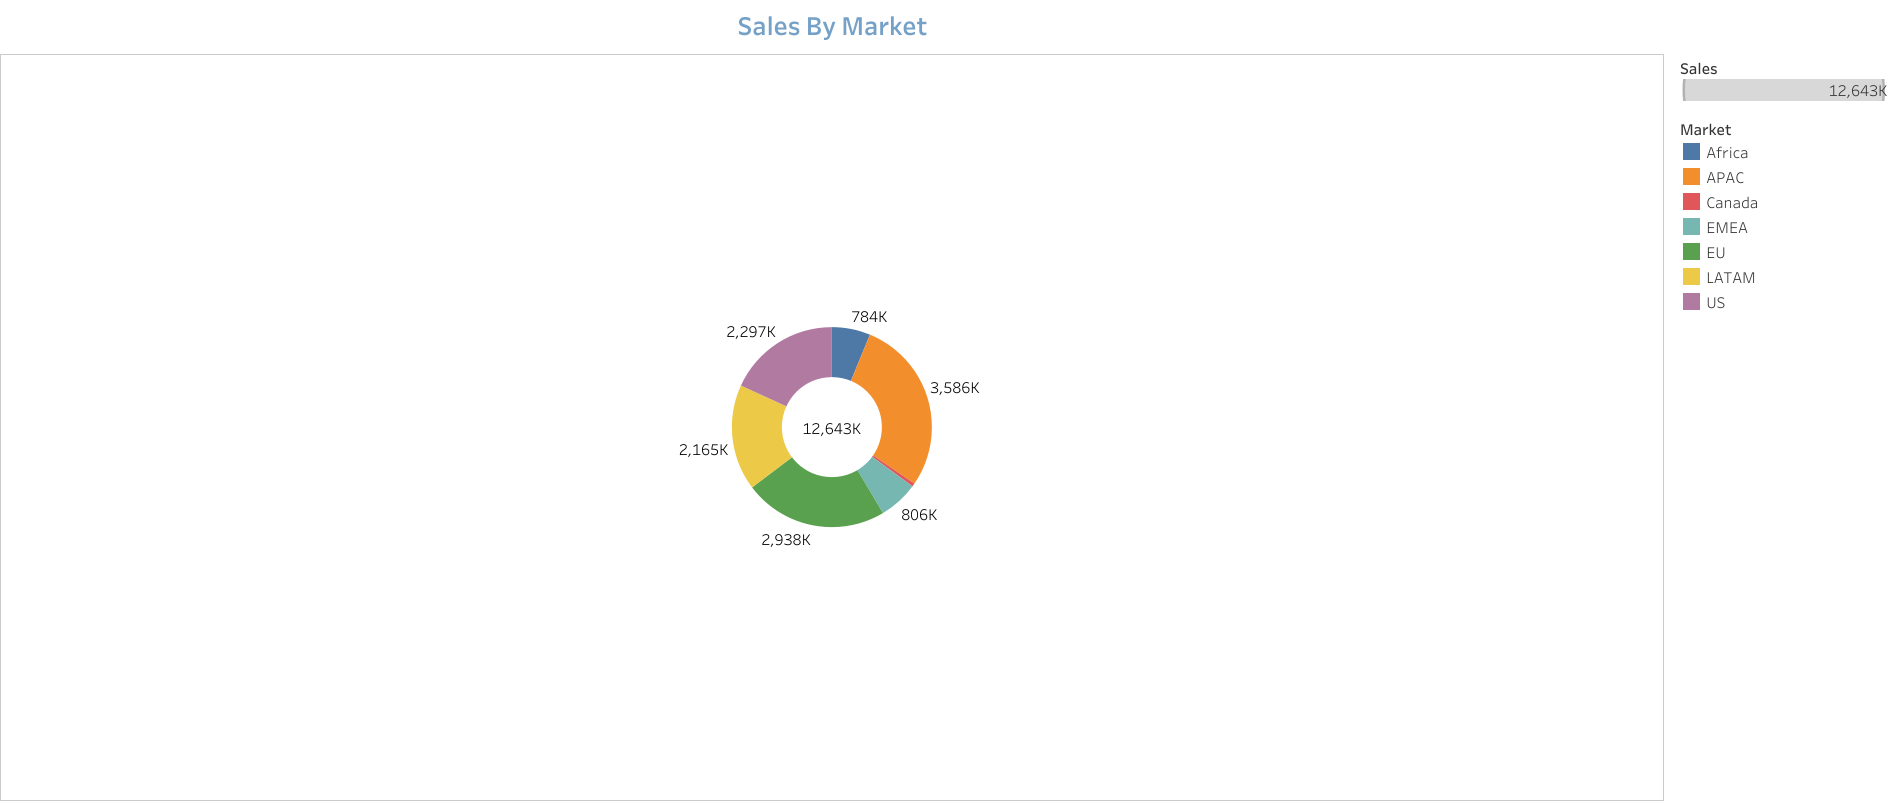 Sales By Market
Sales
12,643K
Market
Africa
APAC
Canada
EMEA
EU
LATAM
US
784K
2,297K
3,586K
12,643K
2,165K
806K
2,938K